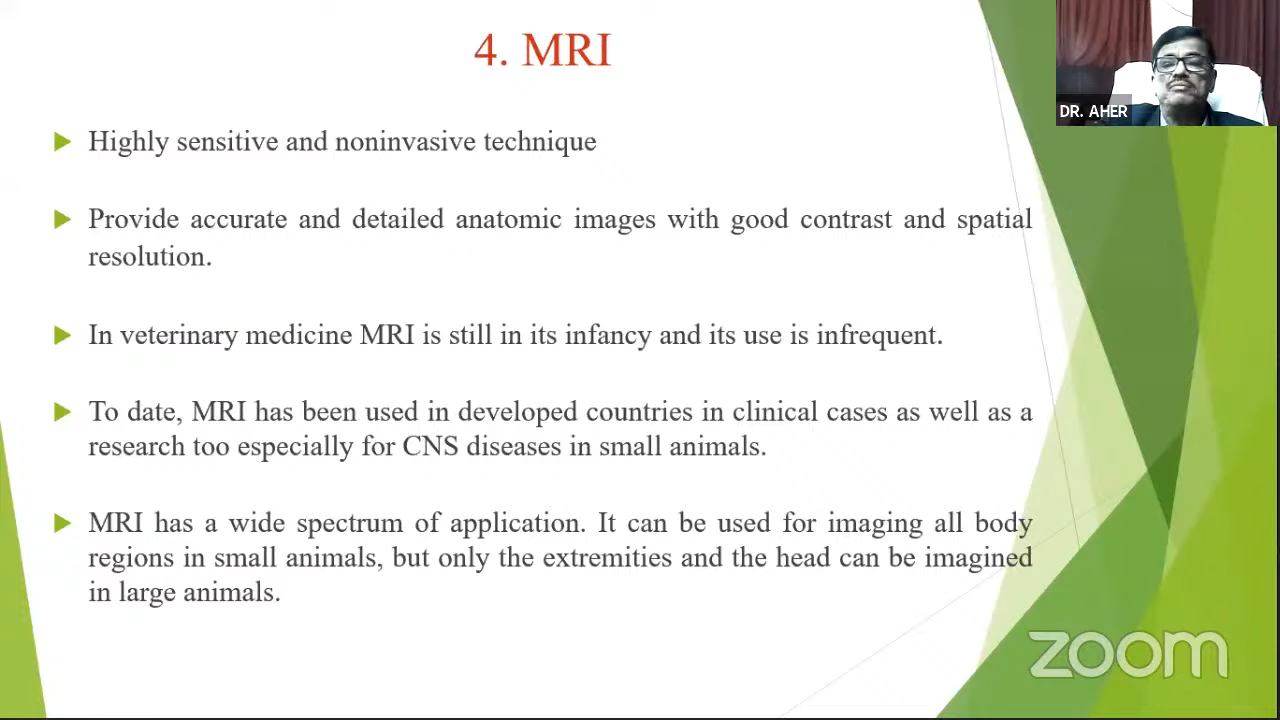 4. MRI
DR. AHER
Highly sensitive and noninvasive technique
Provide accurate and detailed anatomic images with good contrast and spatial
resolution.
In veterinary medicine MRI is still in its infancy and its use is infrequent.
To date, MRI has been used in developed countries in clinical cases as well as a
research too especially for CNS diseases in small animals.
MRI has a wide spectrum of application. It can be used for imaging all body
regions in small animals, but only the extremities and the head can be imagined
in large animals.
zoom